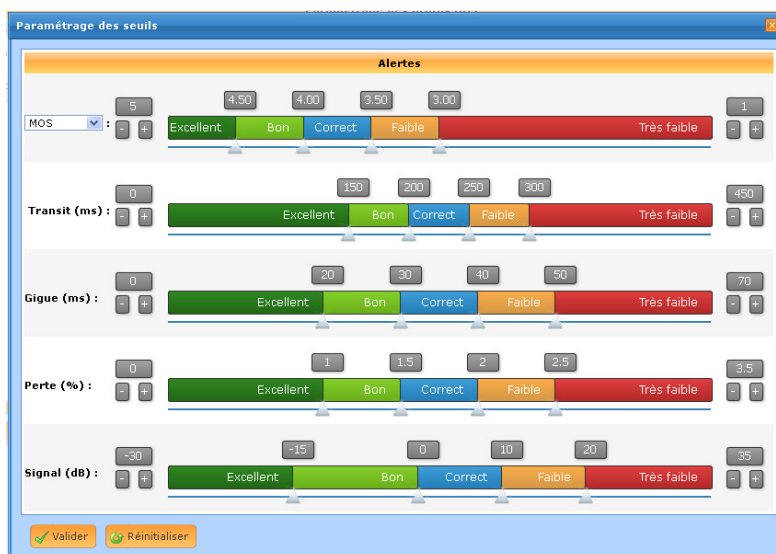 Paramétrage des seuils
Alertes
5 4.50 4.00 3.50 3.00 1
MOS : - + Excellent Bon Correct Faible Très faible - +
0 150 200 250 300 450
Transit (ms) : - + Excellent Bon Correct Faible Très faible - +
0 20 30 40 50 70
Gigue (ms) : - + Excellent Bon Correct Faible Très faible - +
0 1 1.5 2 2.5 3.5
Perte (%) : - + Excellent Bon Correct Faible Très faible - +
-30 -15 0 10 20 35
Signal (dB) : - + Excellent Bon Correct Faible Très faible - +
Valider Réinitialiser